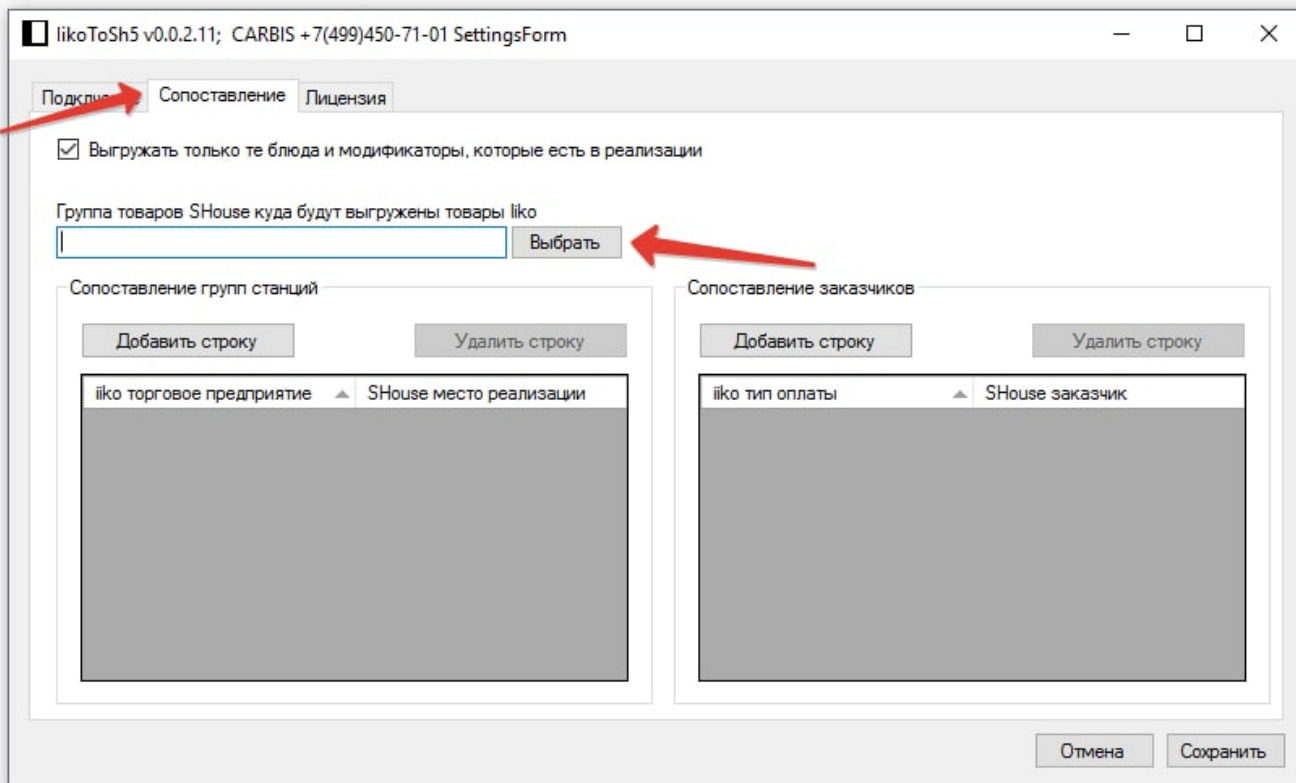 IikoToSh5 v0.0.2.11; CARBIS +7(499)450-71-01 SettingsForm
Сопоставление Лицензия
Выгружать только те блюда и модификаторы, которые есть в реализации
Группа товаров SHouse куда будут выгружены товары Iiko
Выбрать
Сопоставление групп станций Сопоставление заказчиков
Добавить строку Удалить строку Добавить строку Удалить строку
iiko торговое предприятие SHouse место реализации iiko тип оплаты SHouse заказчик
Отмена Сохранить